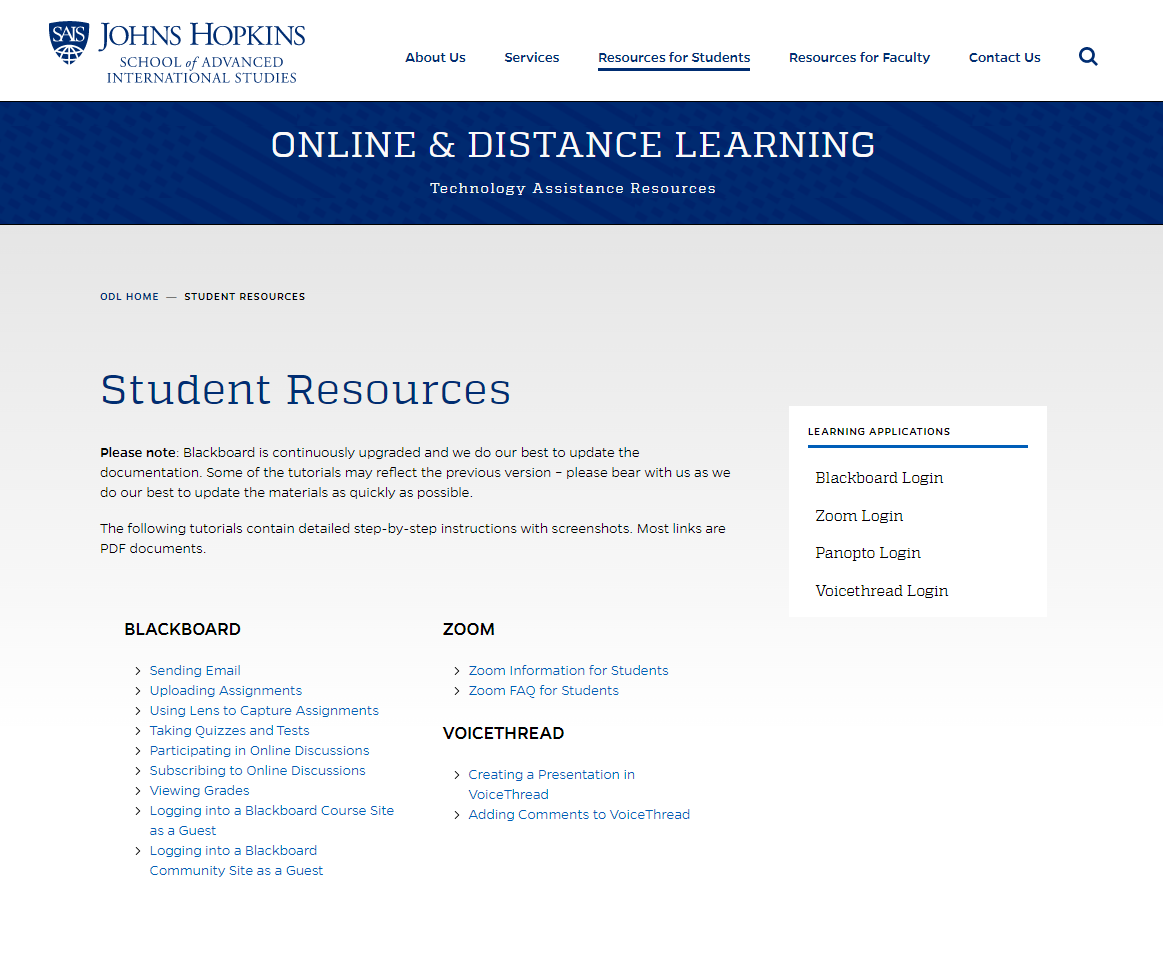 SAIS
JOHNS HOPKINS
SCHOOL of ADVANCED
INTERNATIONAL STUDIES
About Us
Services
Resources for Students
Resources for Faculty
Contact Us
ONLINE & DISTANCE LEARNING
Technology Assistance Resources
ODL HOME — STUDENT RESOURCES
Student Resources
Please note: Blackboard is continuously upgraded and we do our best to update the
documentation. Some of the tutorials may reflect the previous version – please bear with us as we
do our best to update the materials as quickly as possible.
The following tutorials contain detailed step-by-step instructions with screenshots. Most links are
PDF documents.
BLACKBOARD
Sending Email
Uploading Assignments
Using Lens to Capture Assignments
Taking Quizzes and Tests
Participating in Online Discussions
Subscribing to Online Discussions
Viewing Grades
Logging into a Blackboard Course Site
as a Guest
Logging into a Blackboard
Community Site as a Guest
ZOOM
Zoom Information for Students
Zoom FAQ for Students
VOICETHREAD
Creating a Presentation in
VoiceThread
Adding Comments to VoiceThread
LEARNING APPLICATIONS
Blackboard Login
Zoom Login
Panopto Login
Voicethread Login